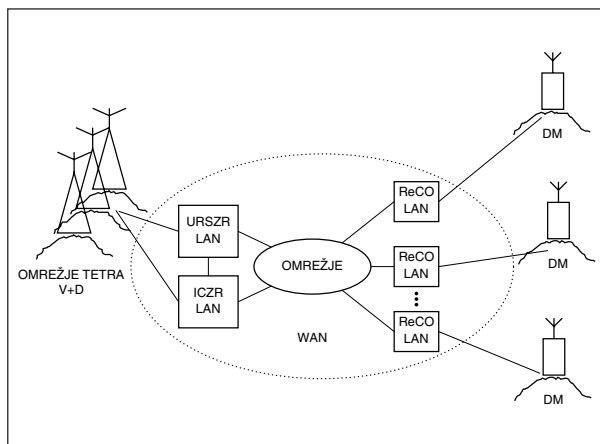 OMREŽJE TETRA
V+D
URSZR
LAN
ICZR
LAN
OMREŽJE
WAN
ReCO
LAN
ReCO
LAN
ReCO
LAN
DM
DM
DM